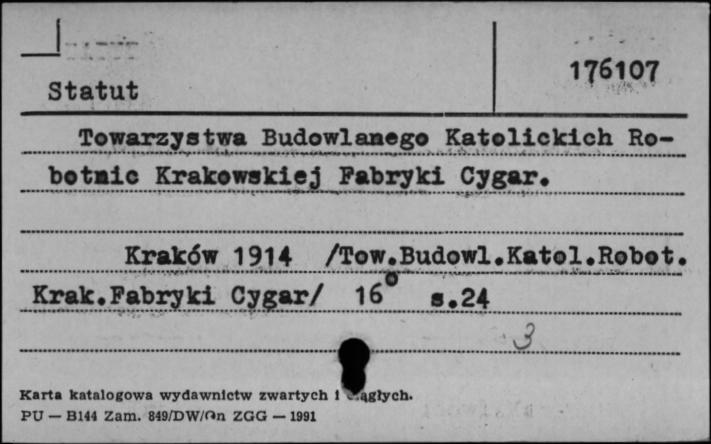 176107
Statut
Towarzystwa Budowlanego Katolickich Ro-
botnic Krakowskiej Fabryki Cygar.
Kraków 1914 /Tow.Budowl.Katol.Robot.
Krak.Fabryki Cygar/ 16° s.24
3
Karta katalogowa wydawnictw zwartych i ciągłych.
PU — B144 Zam. 849/DW/On ZGG — 1991